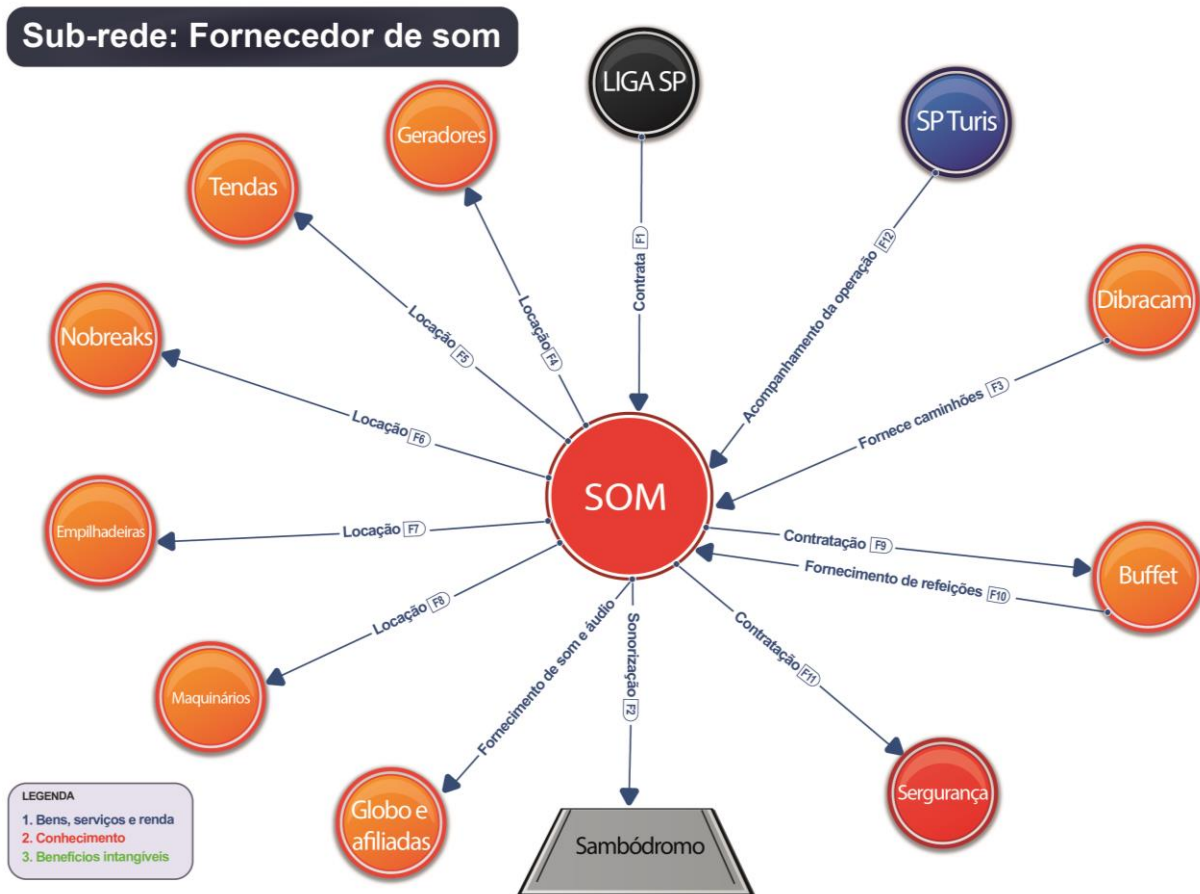 Sub-rede: Fornecedor de som
LIGA SP
SP Turis
Geradores
Tendas
Nobreaks
Dibracam
Empilhadeiras
Buffet
Maquinários
Globo e
afiliadas
Sambódromo
Sergurança
SOM
Contrata F1
Acompanhamento da operação F12
Fornece caminhões F3
Locação F4
Locação F5
Locação F6
Locação F7
Locação F8
Contratação F9
Fornecimento de refeições F10
Contratação F11
Sonorização F2
Fornecimento de som e áudio
LEGENDA
1. Bens, serviços e renda
2. Conhecimento
3. Benefícios intangíveis